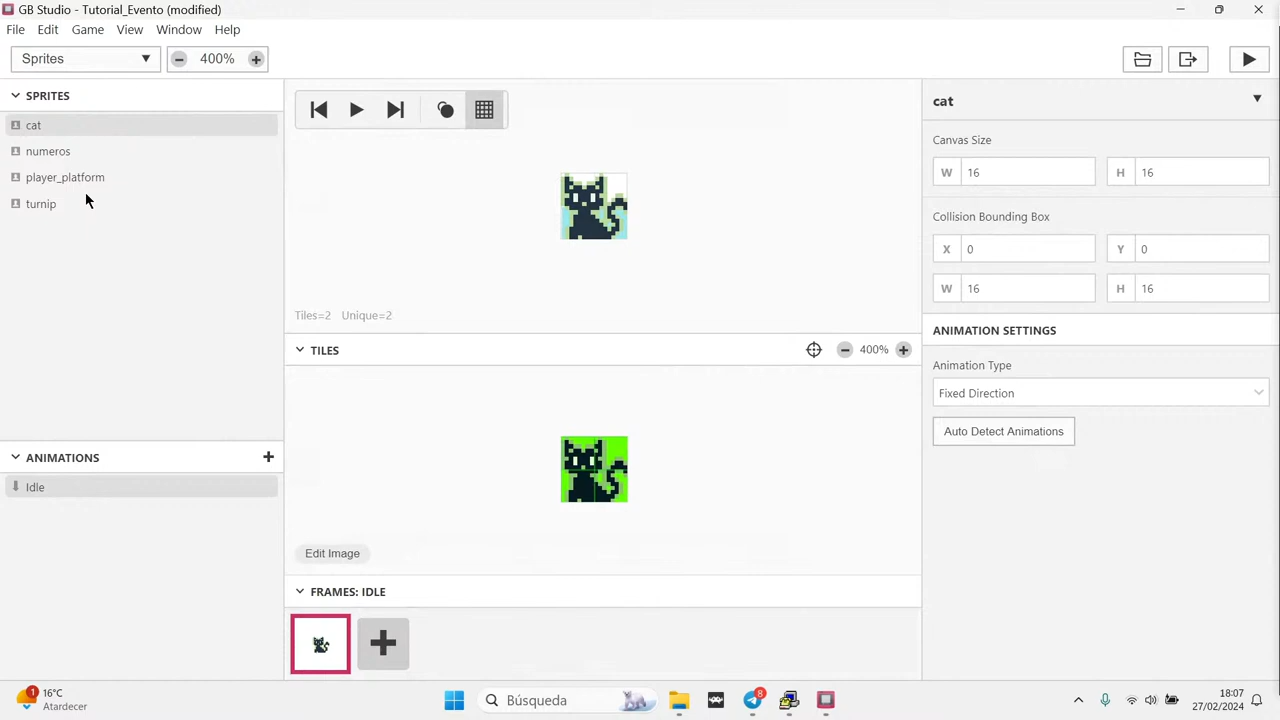 GB Studio - Tutorial_Evento (modified)
File Edit Game View Window Help
Sprites ▼ 400%
SPRITES
cat
numeros
player_platform
turnip
Tiles=2 Unique=2
TILES 400%
Edit Image
ANIMATIONS
Idle
FRAMES: IDLE
cat
Canvas Size
W 16 H 16
Collision Bounding Box
X 0 Y 0
W 16 H 16
ANIMATION SETTINGS
Animation Type
Fixed Direction
Auto Detect Animations
1 16°C
Atardecer
Búsqueda
8
18:07
27/02/2024